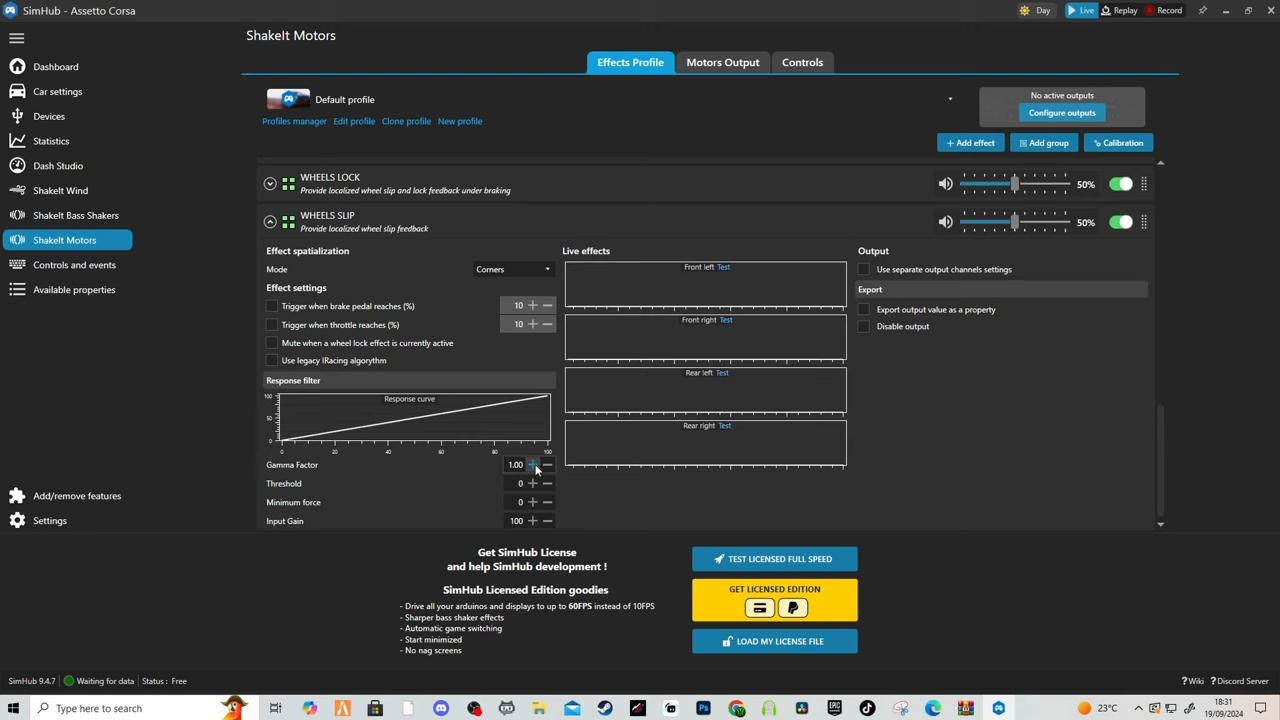 SimHub - Assetto Corsa
Day
Live
Replay
Record
Dashboard
Car settings
Devices
Statistics
Dash Studio
ShakeIt Wind
ShakeIt Bass Shakers
ShakeIt Motors
Controls and events
Available properties
Add/remove features
Settings
ShakeIt Motors
Effects Profile
Motors Output
Controls
Default profile
Profiles manager Edit profile Clone profile New profile
No active outputs
Configure outputs
+ Add effect
Add group
Calibration
WHEELS LOCK
Provide localized wheel slip and lock feedback under braking
50%
WHEELS SLIP
Provide localized wheel slip feedback
50%
Effect spatialization
Mode
Corners
Effect settings
Trigger when brake pedal reaches (%)
10
Trigger when throttle reaches (%)
10
Mute when a wheel lock effect is currently active
Use legacy IRacing algorythm
Response filter
Response curve
100
50
0
0 20 40 60 80 100
Gamma Factor 1.00
Threshold 0
Minimum force 0
Input Gain 100
Live effects
Front left Test
Front right Test
Rear left Test
Rear right Test
Output
Use separate output channels settings
Export
Export output value as a property
Disable output
Get SimHub License
and help SimHub development !
SimHub Licensed Edition goodies
- Drive all your arduinos and displays to up to 60FPS instead of 10FPS
- Sharper bass shaker effects
- Automatic game switching
- Start minimized
- No nag screens
TEST LICENSED FULL SPEED
GET LICENSED EDITION
LOAD MY LICENSE FILE
SimHub 9.4.7 Waiting for data Status : Free
Wiki Discord Server
Type here to search
23°C
18:31
19/09/2024